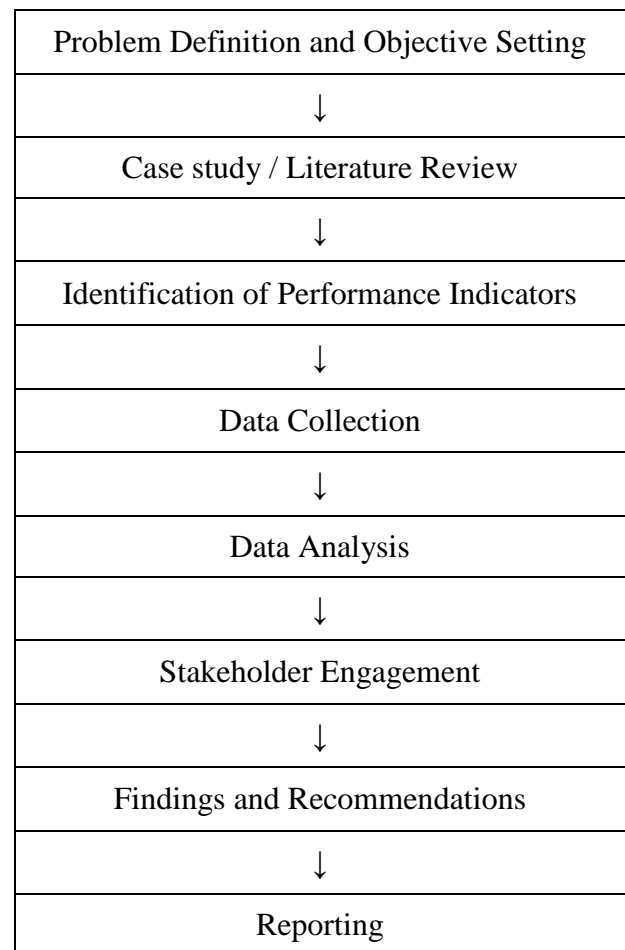 Problem Definition and Objective Setting
↓
Case study / Literature Review
↓
Identification of Performance Indicators
↓
Data Collection
↓
Data Analysis
↓
Stakeholder Engagement
↓
Findings and Recommendations
↓
Reporting